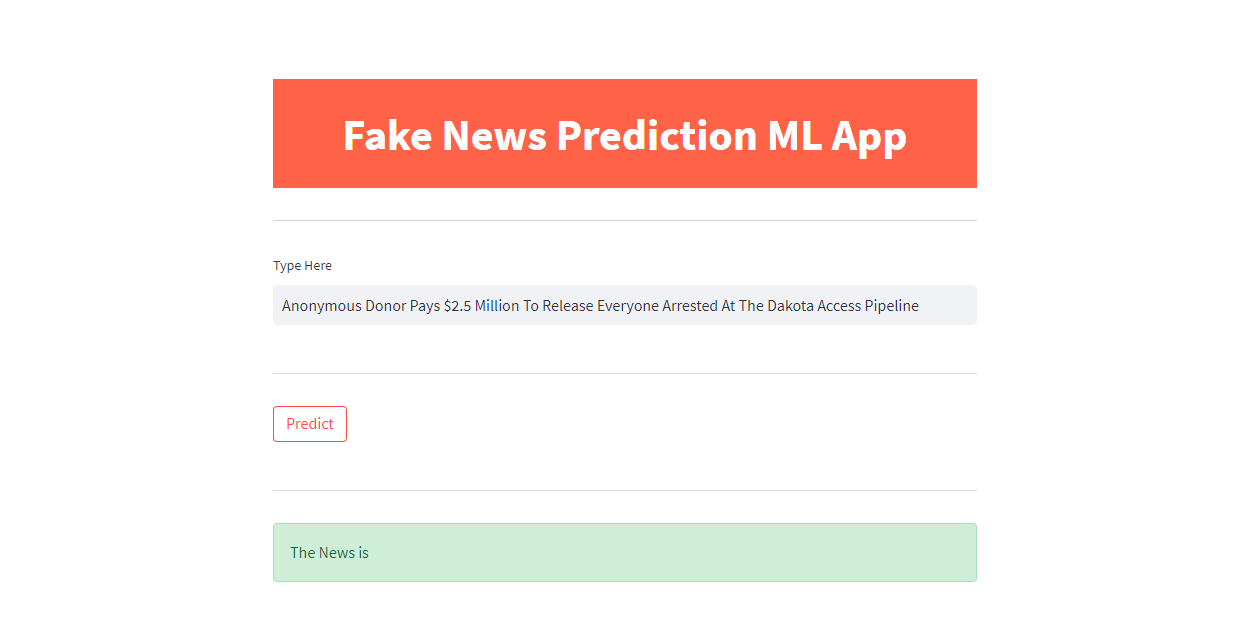 Fake News Prediction ML App
Type Here
Anonymous Donor Pays $2.5 Million To Release Everyone Arrested At The Dakota Access Pipeline
Predict
The News is